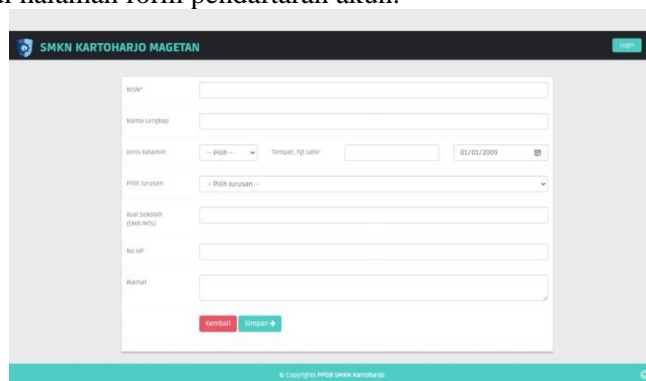 halaman form pendaftaran akun.
SMKN KARTOHARJO MAGETAN
Login
NISN*
Nama Lengkap
Jenis Kelamin
-- Pilih --
Tempat, Tgl Lahir
01/01/2009
Pilih Jurusan
-- Pilih Jurusan --
Asal Sekolah
(SMP/MTS)
No HP
Alamat
Kembali
Simpan
© Copyrights PPDB SMKN Kartoharjo.